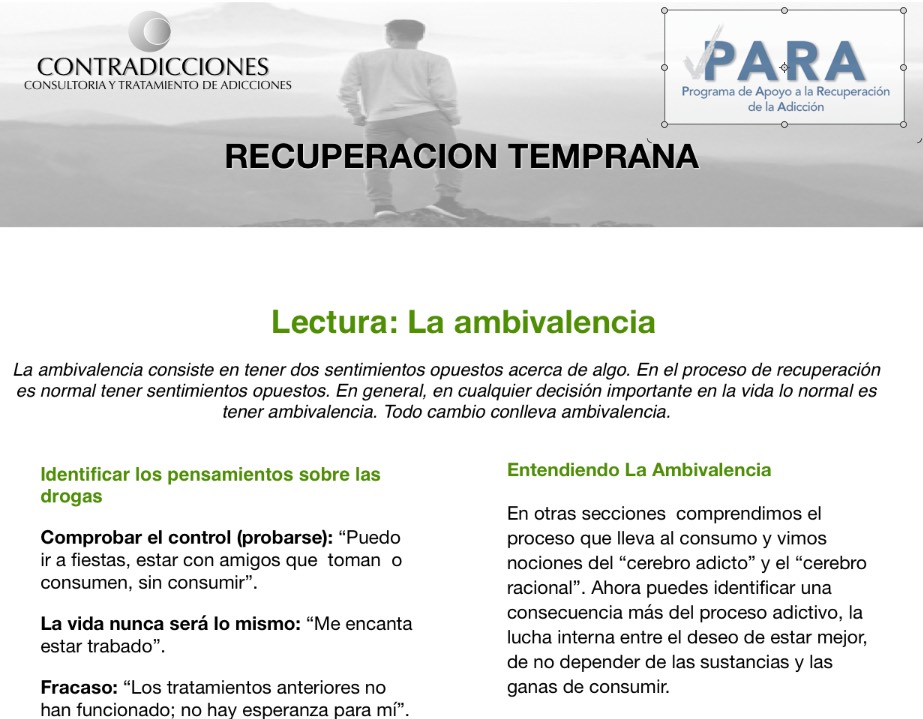 CONTRADICCIONES
CONSULTORIA Y TRATAMIENTO DE ADICCIONES
PARA
Programa de Apoyo a la Recuperación
de la Adicción
RECUPERACION TEMPRANA
Lectura: La ambivalencia
La ambivalencia consiste en tener dos sentimientos opuestos acerca de algo. En el proceso de recuperación
es normal tener sentimientos opuestos. En general, en cualquier decisión importante en la vida lo normal es
tener ambivalencia. Todo cambio conlleva ambivalencia.
Identificar los pensamientos sobre las
drogas
Comprobar el control (probarse): “Puedo
ir a fiestas, estar con amigos que toman o
consumen, sin consumir”.
La vida nunca será lo mismo: “Me encanta
estar trabado”.
Fracaso: “Los tratamientos anteriores no
han funcionado; no hay esperanza para mí”.
Entendiendo La Ambivalencia
En otras secciones comprendimos el
proceso que lleva al consumo y vimos
nociones del “cerebro adicto” y el “cerebro
racional”. Ahora puedes identificar una
consecuencia más del proceso adictivo, la
lucha interna entre el deseo de estar mejor,
de no depender de las sustancias y las
ganas de consumir.